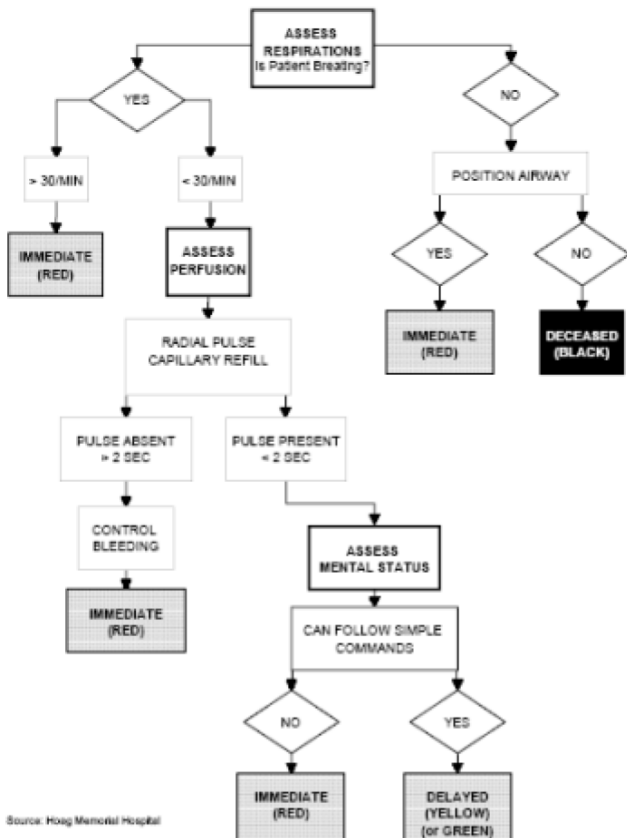 ASSESS
RESPIRATIONS
Is Patient Breating?
YES
NO
> 30/MIN
< 30/MIN
POSITION AIRWAY
IMMEDIATE
(RED)
ASSESS
PERFUSION
YES
NO
RADIAL PULSE
CAPILLARY REFILL
IMMEDIATE
(RED)
DECEASED
(BLACK)
PULSE ABSENT
> 2 SEC
PULSE PRESENT
< 2 SEC
CONTROL
BLEEDING
ASSESS
MENTAL STATUS
IMMEDIATE
(RED)
CAN FOLLOW SIMPLE
COMMANDS
NO
YES
IMMEDIATE
(RED)
DELAYED
(YELLOW)
(or GREEN)
Source: Hoag Memorial Hospital